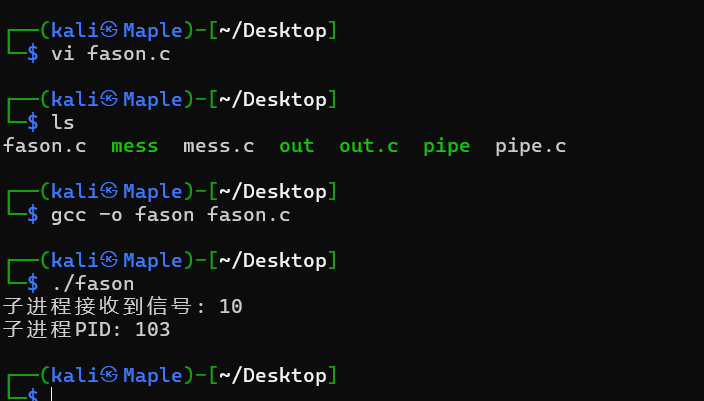 ┌──(kali㉿Maple)-[~/Desktop]
└─$ vi fason.c
┌──(kali㉿Maple)-[~/Desktop]
└─$ ls
fason.c  mess  mess.c  out  out.c  pipe  pipe.c
┌──(kali㉿Maple)-[~/Desktop]
└─$ gcc -o fason fason.c
┌──(kali㉿Maple)-[~/Desktop]
└─$ ./fason
子进程接收到信号: 10
子进程PID: 103
┌──(kali㉿Maple)-[~/Desktop]
└─$